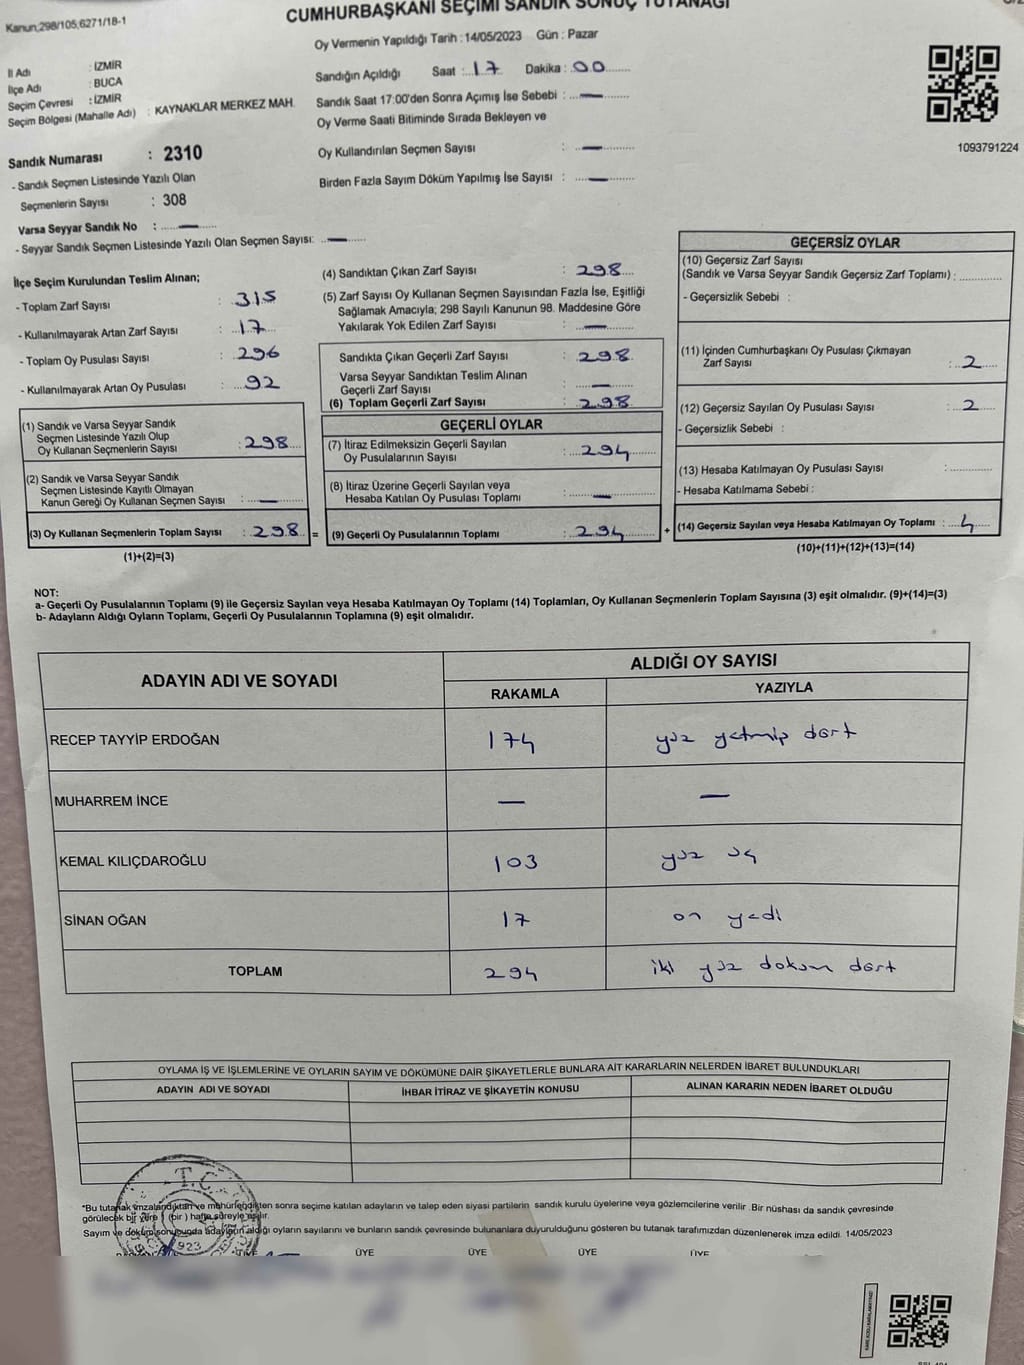 Kanun;298/105;6271/18-1
CUMHURBAŞKANI SEÇİMİ SANDIK SONUÇ TUTANAĞI
Oy Vermenin Yapıldığı Tarih : 14/05/2023 Gün : Pazar
İl Adı : İZMİR
İlçe Adı : BUCA
Seçim Çevresi : İZMİR
Seçim Bölgesi (Mahalle Adı) : KAYNAKLAR MERKEZ MAH.
Sandığın Açıldığı Saat : 17 Dakika : 00
Sandık Saat 17:00'den Sonra Açımış İse Sebebi : —
Oy Verme Saati Bitiminde Sırada Bekleyen ve
Oy Kullandırılan Seçmen Sayısı : —
Birden Fazla Sayım Döküm Yapılmış İse Sayısı : —
1093791224
Sandık Numarası : 2310
- Sandık Seçmen Listesinde Yazılı Olan
Seçmenlerin Sayısı : 308
Varsa Seyyar Sandık No : —
- Seyyar Sandık Seçmen Listesinde Yazılı Olan Seçmen Sayısı: —
İlçe Seçim Kurulundan Teslim Alınan;
- Toplam Zarf Sayısı : 315
- Kullanılmayarak Artan Zarf Sayısı : 17
- Toplam Oy Pusulası Sayısı : 296
- Kullanılmayarak Artan Oy Pusulası : 92
(1) Sandık ve Varsa Seyyar Sandık
Seçmen Listesinde Yazılı Olup
Oy Kullanan Seçmenlerin Sayısı : 298
(2) Sandık ve Varsa Seyyar Sandık
Seçmen Listesinde Kayıtlı Olmayan
Kanun Gereği Oy Kullanan Seçmen Sayısı : —
(3) Oy Kullanan Seçmenlerin Toplam Sayısı : 298 =
(1)+(2)=(3)
(4) Sandıktan Çıkan Zarf Sayısı : 298
(5) Zarf Sayısı Oy Kullanan Seçmen Sayısından Fazla İse, Eşitliği
Sağlamak Amacıyla; 298 Sayılı Kanunun 98. Maddesine Göre
Yakılarak Yok Edilen Zarf Sayısı : —
Sandıkta Çıkan Geçerli Zarf Sayısı : 298
Varsa Seyyar Sandıktan Teslim Alınan
Geçerli Zarf Sayısı : —
(6) Toplam Geçerli Zarf Sayısı : 298
GEÇERLİ OYLAR
(7) İtiraz Edilmeksizin Geçerli Sayılan
Oy Pusulalarının Sayısı : 294
(8) İtiraz Üzerine Geçerli Sayılan veya
Hesaba Katılan Oy Pusulası Toplamı : —
(9) Geçerli Oy Pusulalarının Toplamı : 294 +
GEÇERSİZ OYLAR
(10) Geçersiz Zarf Sayısı
(Sandık ve Varsa Seyyar Sandık Geçersiz Zarf Toplamı) :
- Geçersizlik Sebebi :
(11) İçinden Cumhurbaşkanı Oy Pusulası Çıkmayan
Zarf Sayısı : 2
(12) Geçersiz Sayılan Oy Pusulası Sayısı : 2
- Geçersizlik Sebebi :
(13) Hesaba Katılmayan Oy Pusulası Sayısı :
- Hesaba Katılmama Sebebi :
(14) Geçersiz Sayılan veya Hesaba Katılmayan Oy Toplamı : 4
(10)+(11)+(12)+(13)=(14)
NOT:
a- Geçerli Oy Pusulalarının Toplamı (9) ile Geçersiz Sayılan veya Hesaba Katılmayan Oy Toplamı (14) Toplamları, Oy Kullanan Seçmenlerin Toplam Sayısına (3) eşit olmalıdır. (9)+(14)=(3)
b- Adayların Aldığı Oyların Toplamı, Geçerli Oy Pusulalarının Toplamına (9) eşit olmalıdır.
ADAYIN ADI VE SOYADI ALDIĞI OY SAYISI
RAKAMLA YAZIYLA
RECEP TAYYİP ERDOĞAN 174 yüz yetmiş dört
MUHARREM İNCE — —
KEMAL KILIÇDAROĞLU 103 yüz üç
SİNAN OĞAN 17 on yedi
TOPLAM 294 iki yüz doksan dört
OYLAMA İŞ VE İŞLEMLERİNE VE OYLARIN SAYIM VE DÖKÜMÜNE DAİR ŞİKAYETLERLE BUNLARA AİT KARARLARIN NELERDEN İBARET BULUNDUKLARI
ADAYIN ADI VE SOYADI İHBAR İTİRAZ VE ŞİKAYETİN KONUSU ALINAN KARARIN NEDEN İBARET OLDUĞU
T.C.
*Bu tutanak imzalandıktan ve mühürlendikten sonra seçime katılan adayların ve talep eden siyasi partilerin sandık kurulu üyelerine veya gözlemcilerine verilir .Bir nüshası da sandık çevresinde
görülecek bir yere 1 (bir ) hafta süreyle asılır.
Sayım ve döküm sonucunda adayların aldığı oyların sayılarını ve bunların sandık çevresinde bulunanlara duyurulduğunu gösteren bu tutanak tarafımızdan düzenlenerek imza edildi. 14/05/2023
923
ÜYE ÜYE ÜYE ÜYE